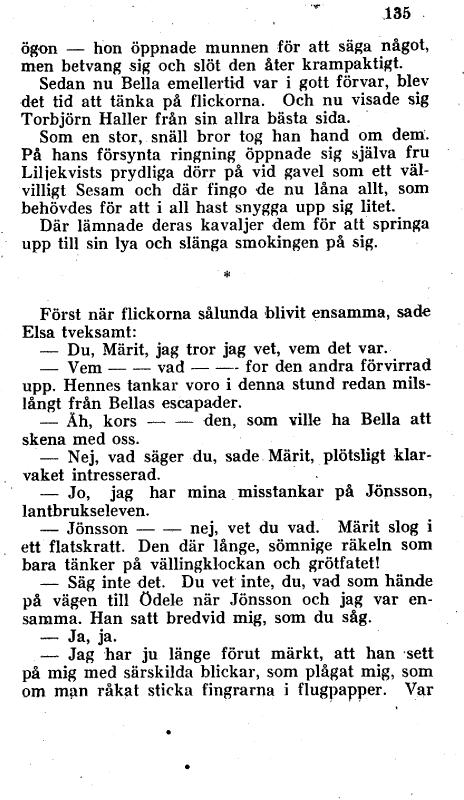 135
ögon — hon öppnade munnen för att säga något,
men betvang sig och slöt den åter krampaktigt.
Sedan nu Bella emellertid var i gott förvar, blev
det tid att tänka på flickorna. Och nu visade sig
Torbjörn Haller från sin allra bästa sida.
Som en stor, snäll bror tog han hand om dem.
På hans försynta ringning öppnade sig själva fru
Liljekvists prydliga dörr på vid gavel som ett väl-
villigt Sesam och där fingo de nu låna allt, som
behövdes för att i all hast snygga upp sig litet.
Där lämnade deras kavaljer dem för att springa
upp till sin lya och slänga smokingen på sig.
*
Först när flickorna sålunda blivit ensamma, sade
Elsa tveksamt:
— Du, Märit, jag tror jag vet, vem det var.
— Vem — — vad — — for den andra förvirrad
upp. Hennes tankar voro i denna stund redan mils-
långt från Bellas escapader.
— Åh, kors — — den, som ville ha Bella att
skena med oss.
— Nej, vad säger du, sade Märit, plötsligt klar-
vaket intresserad.
— Jo, jag har mina misstankar på Jönsson,
lantbrukseleven.
— Jönsson — — nej, vet du vad. Märit slog i
ett flatskratt. Den där långe, sömnige räkeln som
bara tänker på vällingklockan och grötfatet!
— Säg inte det. Du vet inte, du, vad som hände
på vägen till Ödele när Jönsson och jag var en-
samma. Han satt bredvid mig, som du såg.
— Ja, ja.
— Jag har ju länge förut märkt, att han sett
på mig med särskilda blickar, som plågat mig, som
om man råkat sticka fingrarna i flugpapper. Var